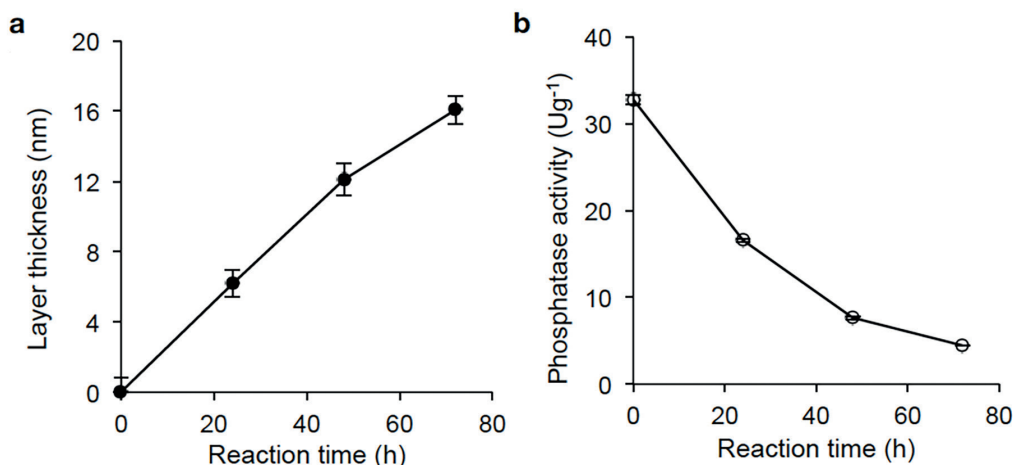 a
20
16
12
8
4
0
Layer thickness (nm)
0 20 40 60 80
Reaction time (h)
b
40
30
20
10
0
Phosphatase activity (Ug⁻¹)
0 20 40 60 80
Reaction time (h)